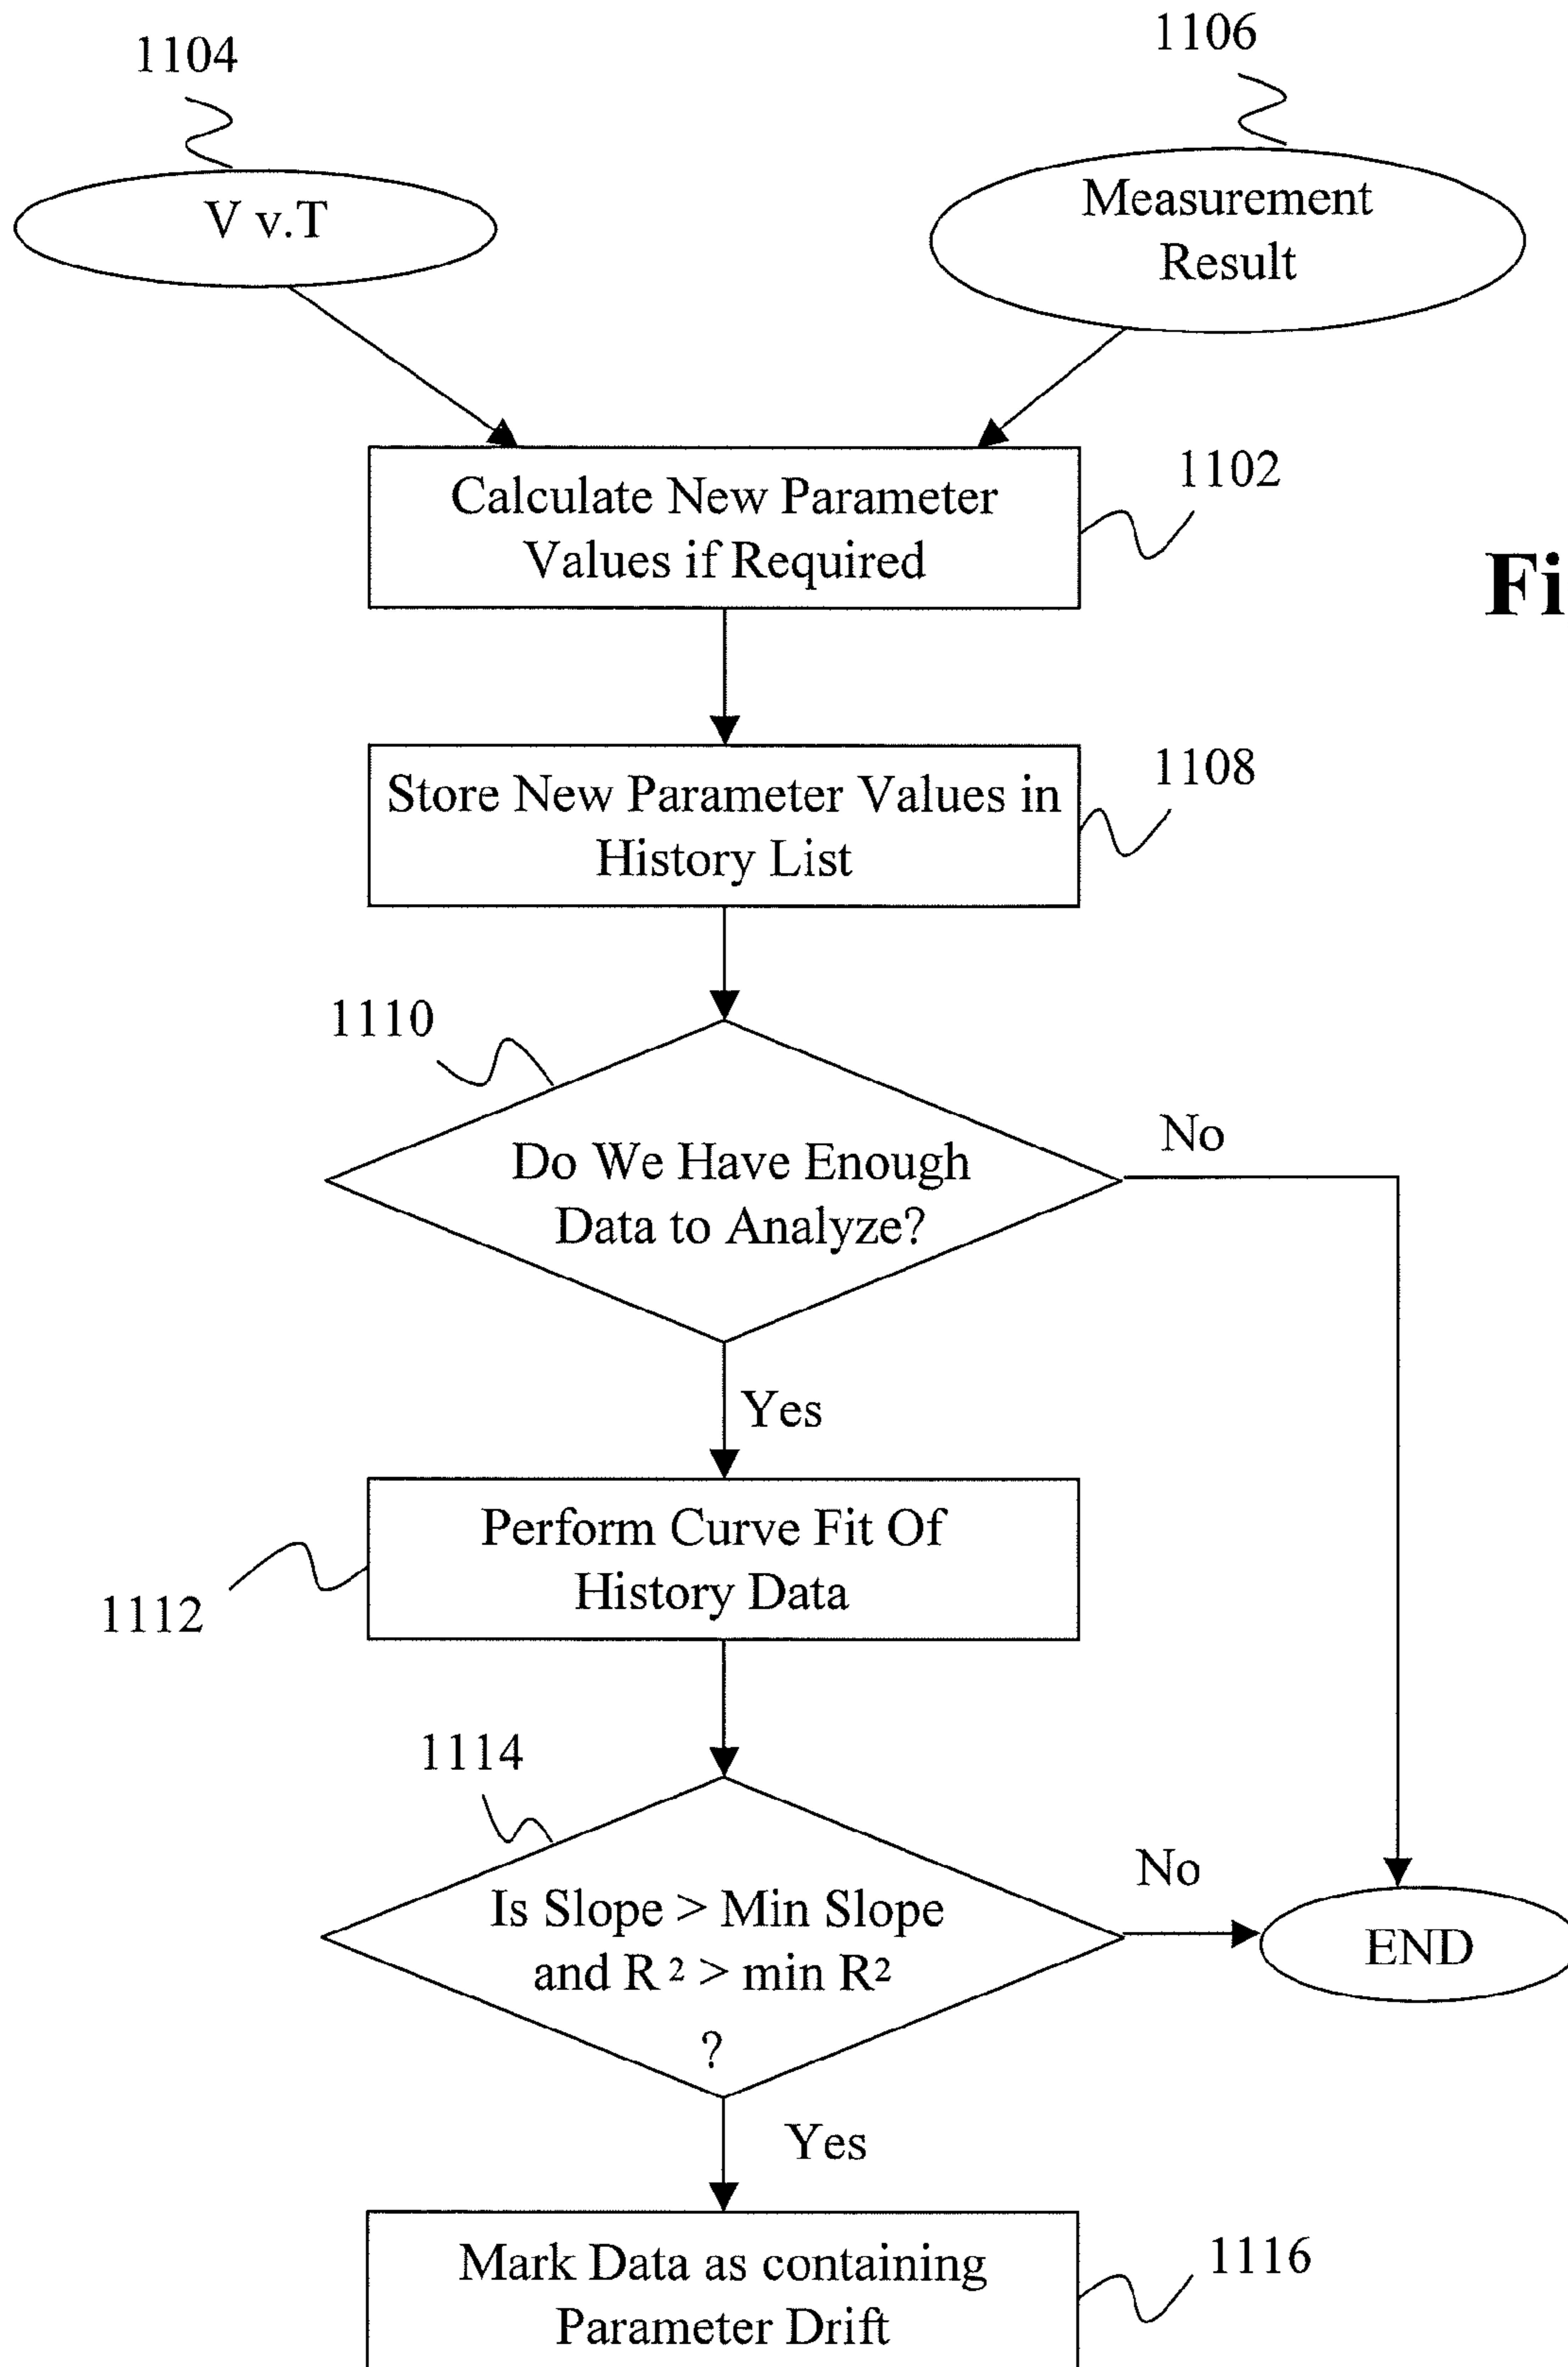 1104
1106
V v.T
Measurement
Result
1102
Calculate New Parameter
Values if Required
Fi
1108
Store New Parameter Values in
History List
1110
No
Do We Have Enough
Data to Analyze?
Yes
Perform Curve Fit Of
History Data
1112
1114
No
Is Slope > Min Slope
and R² > min R²
?
END
Yes
1116
Mark Data as containing
Parameter Drift